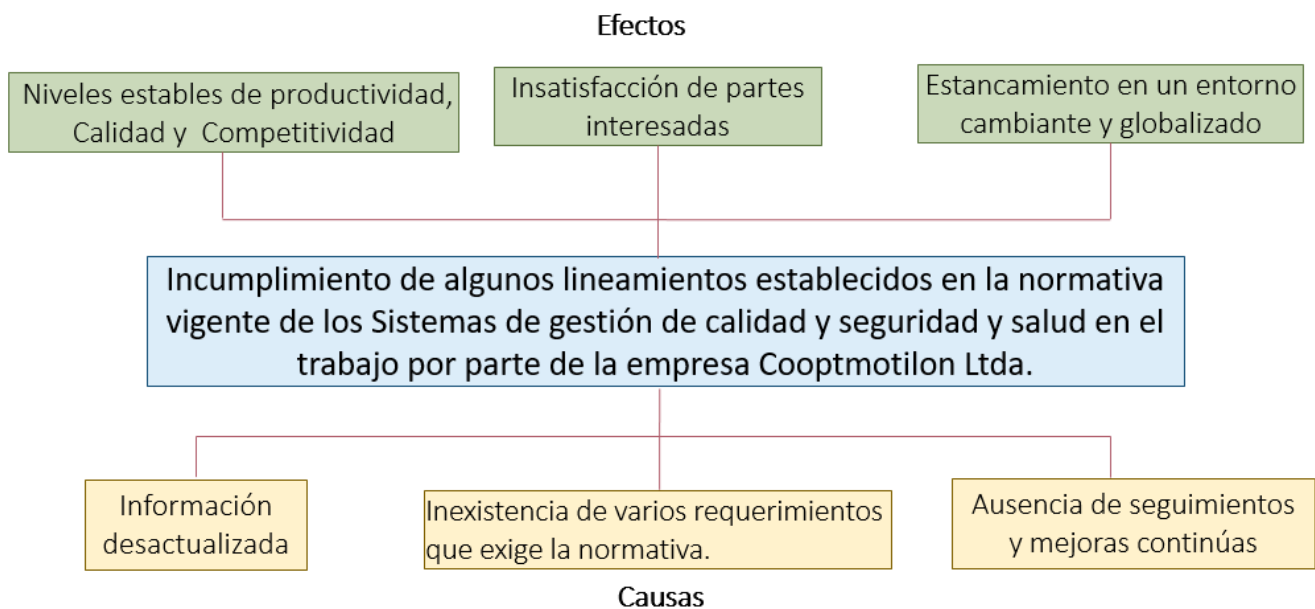 Efectos
Niveles estables de productividad,
Calidad y Competitividad
Insatisfacción de partes
interesadas
Estancamiento en un entorno
cambiante y globalizado
Incumplimiento de algunos lineamientos establecidos en la normativa
vigente de los Sistemas de gestión de calidad y seguridad y salud en el
trabajo por parte de la empresa Cooptmotilon Ltda.
Información
desactualizada
Inexistencia de varios requerimientos
que exige la normativa.
Ausencia de seguimientos
y mejoras continúas
Causas